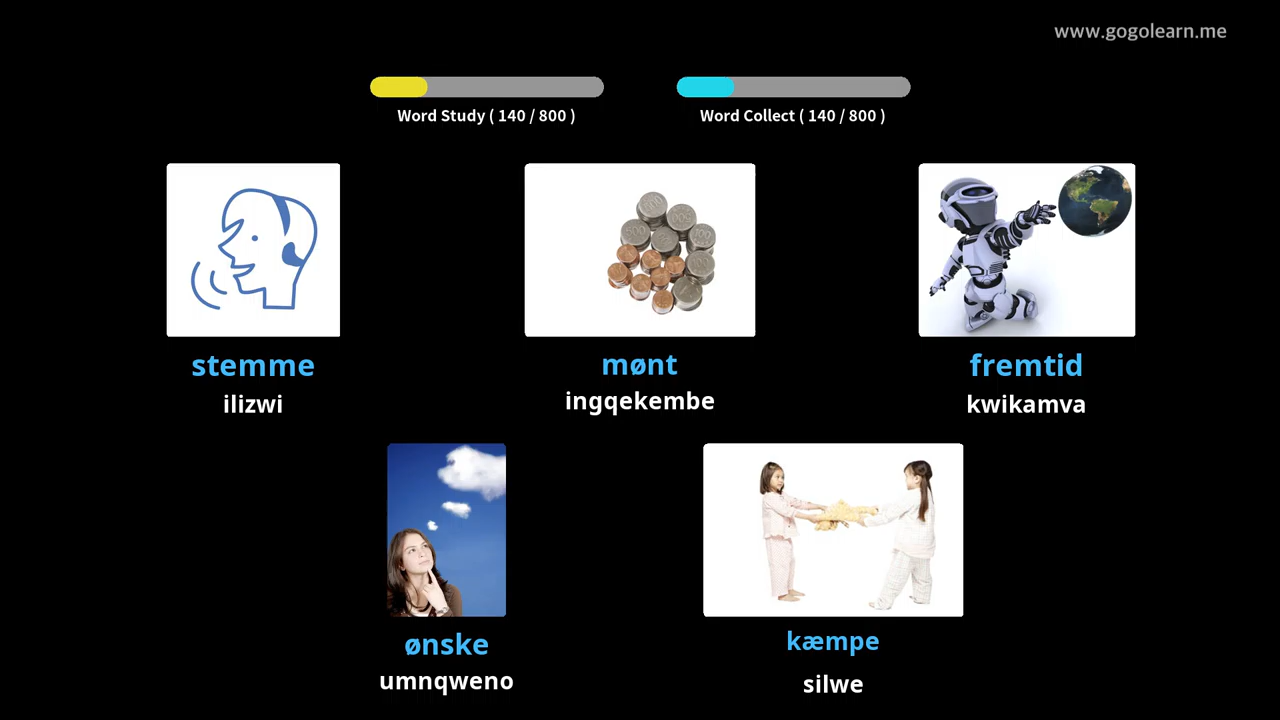 www.gogolearn.me
Word Study ( 140 / 800 )
Word Collect ( 140 / 800 )
stemme
ilizwi
mønt
ingqekembe
fremtid
kwikamva
ønske
umnqweno
kæmpe
silwe